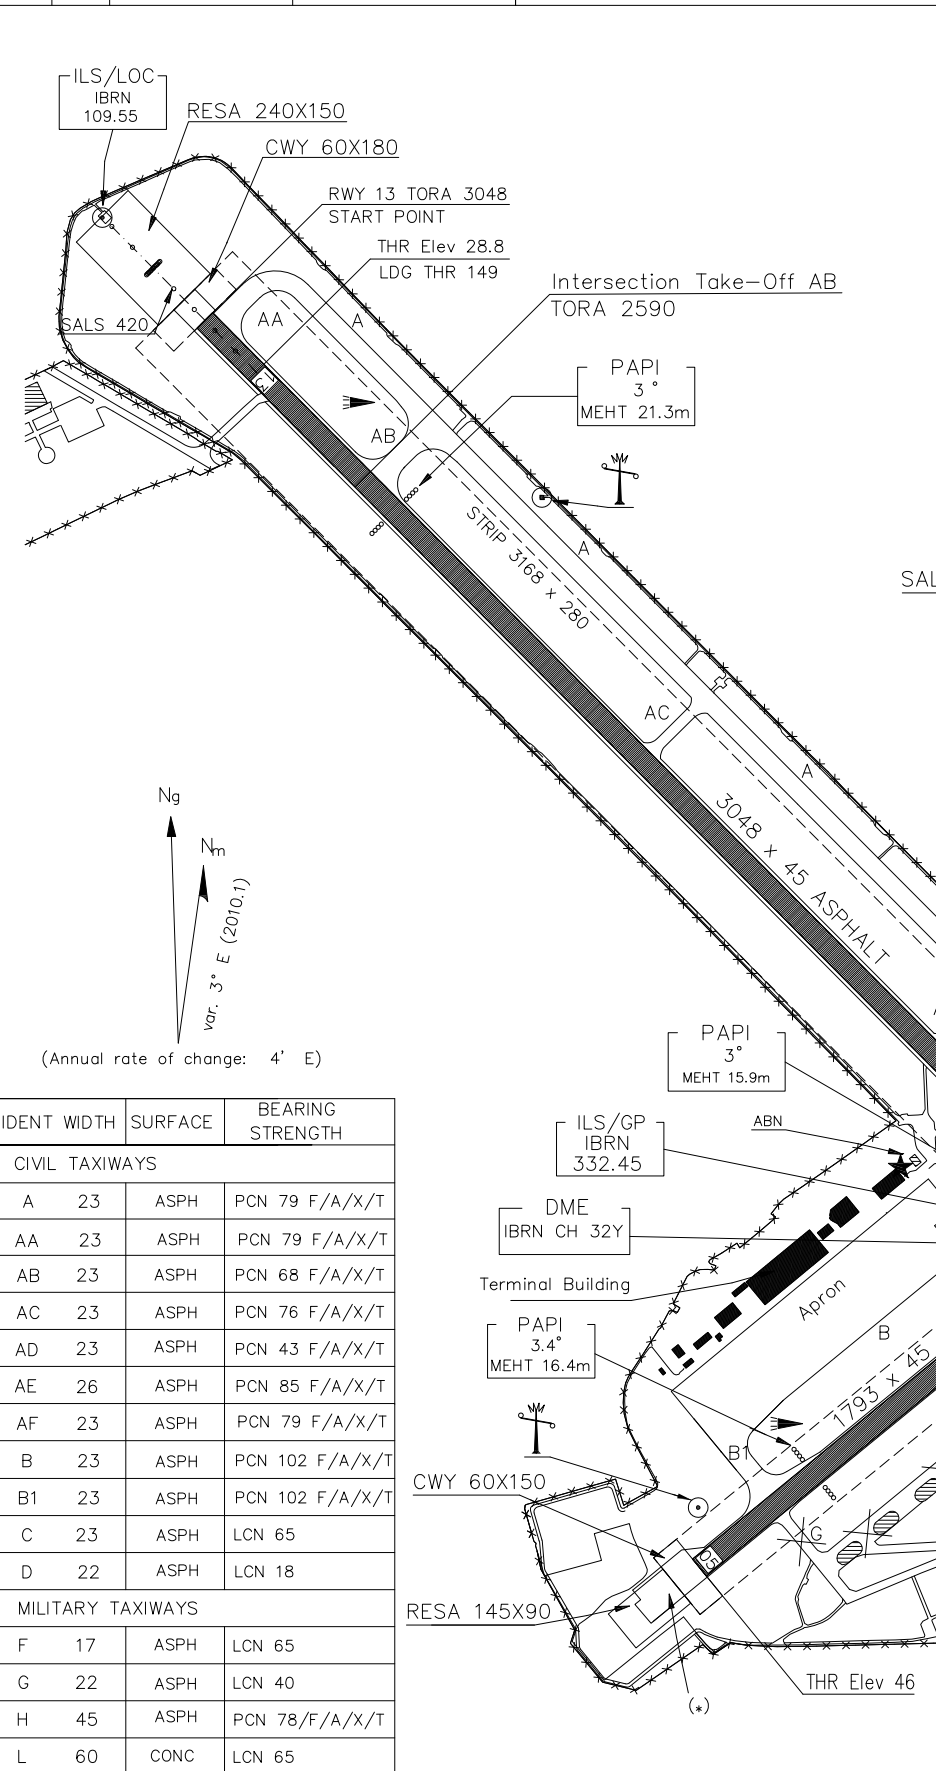 ILS/LOC
IBRN
109.55
RESA 240X150
CWY 60X180
RWY 13 TORA 3048
START POINT
THR Elev 28.8
LDG THR 149
Intersection Take-Off AB
TORA 2590
PAPI
3°
MEHT 21.3m
SALS 420
AA
A
13
AB
STRIP 3168 x 280
A
SAL
AC
A
3048 x 45 ASPHALT
Ng
Nm
var. 3° E (2010.1)
(Annual rate of change: 4' E)
PAPI
3°
MEHT 15.9m
ILS/GP
IBRN
332.45
ABN
DME
IBRN CH 32Y
Terminal Building
Apron
PAPI
3.4°
MEHT 16.4m
B
1793 x 45
B1
CWY 60X150
G
05
RESA 145X90
THR Elev 46
(*)
IDENT WIDTH SURFACE BEARING STRENGTH
CIVIL TAXIWAYS
A 23 ASPH PCN 79 F/A/X/T
AA 23 ASPH PCN 79 F/A/X/T
AB 23 ASPH PCN 68 F/A/X/T
AC 23 ASPH PCN 76 F/A/X/T
AD 23 ASPH PCN 43 F/A/X/T
AE 26 ASPH PCN 85 F/A/X/T
AF 23 ASPH PCN 79 F/A/X/T
B 23 ASPH PCN 102 F/A/X/T
B1 23 ASPH PCN 102 F/A/X/T
C 23 ASPH LCN 65
D 22 ASPH LCN 18
MILITARY TAXIWAYS
F 17 ASPH LCN 65
G 22 ASPH LCN 40
H 45 ASPH PCN 78/F/A/X/T
L 60 CONC LCN 65